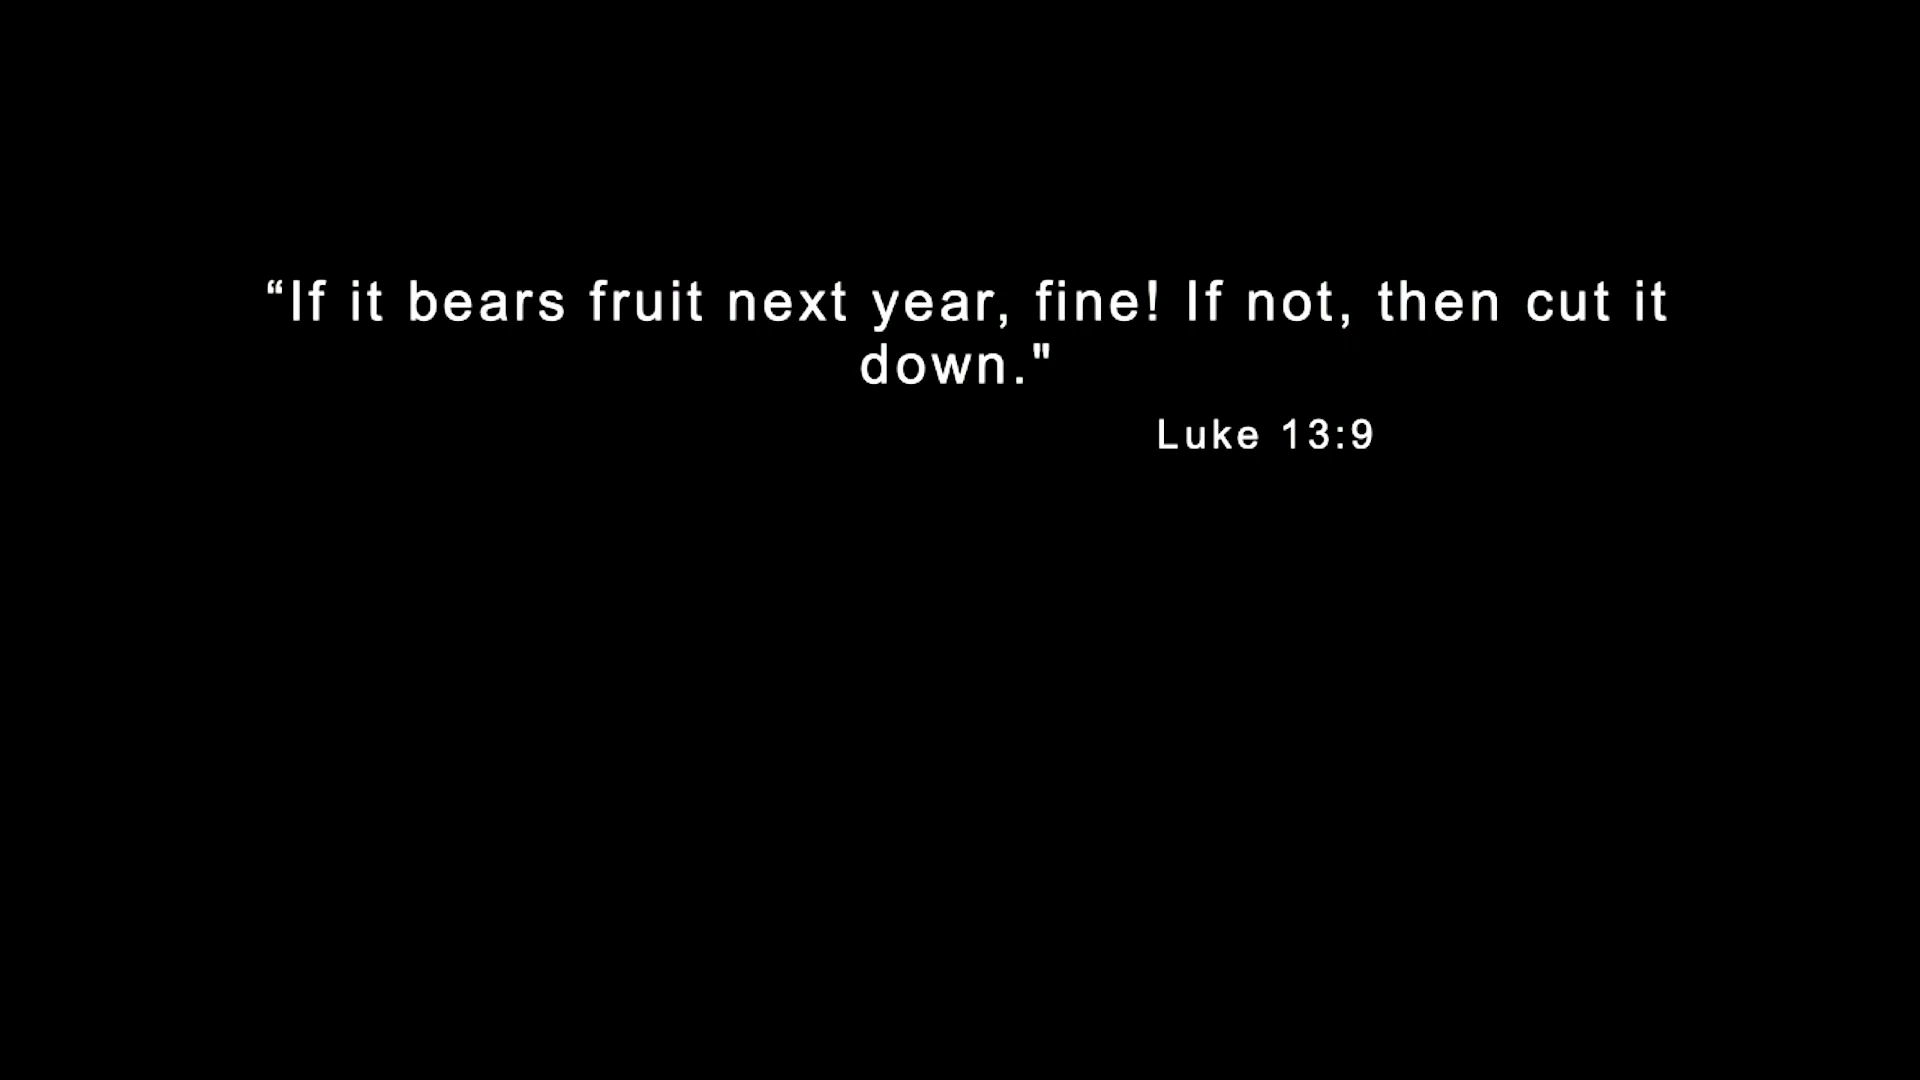 “If it bears fruit next year, fine! If not, then cut it
down."
Luke 13:9